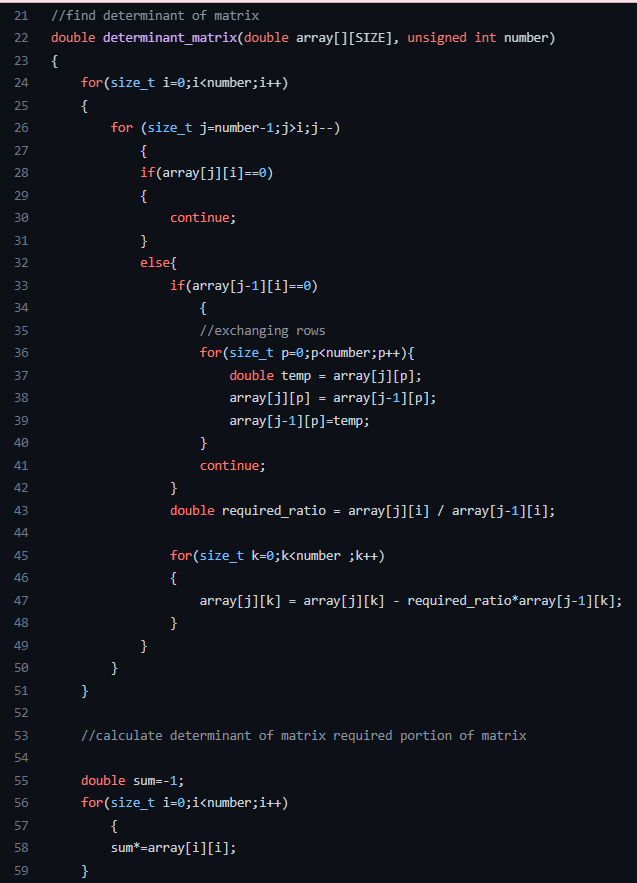 21 //find determinant of matrix
22 double determinant_matrix(double array[][SIZE], unsigned int number)
23 {
24     for(size_t i=0;i<number;i++)
25     {
26         for (size_t j=number-1;j>i;j--)
27             {
28             if(array[j][i]==0)
29             {
30                 continue;
31             }
32             else{
33                 if(array[j-1][i]==0)
34                     {
35                     //exchanging rows
36                     for(size_t p=0;p<number;p++){
37                         double temp = array[j][p];
38                         array[j][p] = array[j-1][p];
39                         array[j-1][p]=temp;
40                     }
41                     continue;
42                 }
43                 double required_ratio = array[j][i] / array[j-1][i];
44
45                 for(size_t k=0;k<number ;k++)
46                 {
47                     array[j][k] = array[j][k] - required_ratio*array[j-1][k];
48                 }
49             }
50         }
51     }
52
53     //calculate determinant of matrix required portion of matrix
54
55     double sum=-1;
56     for(size_t i=0;i<number;i++)
57         {
58         sum*=array[i][i];
59     }